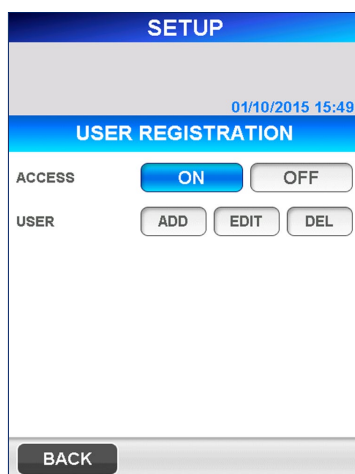 SETUP
01/10/2015 15:49
USER REGISTRATION
ACCESS ON OFF
USER ADD EDIT DEL
BACK